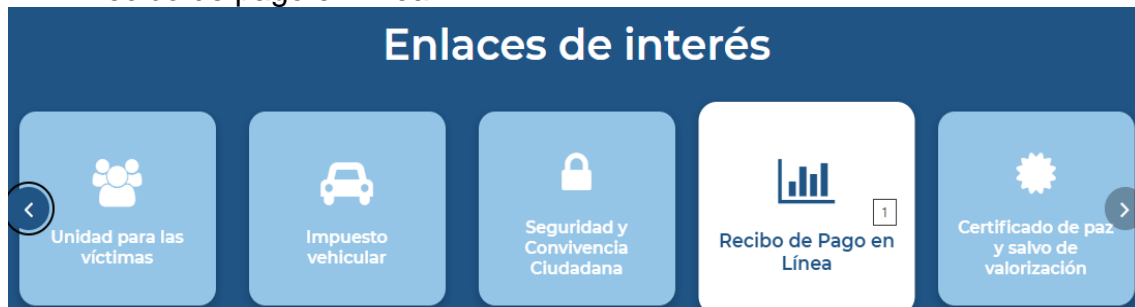 Enlaces de interés
Unidad para las
víctimas
Impuesto
vehicular
Seguridad y
Convivencia
Ciudadana
1
Recibo de Pago en
Línea
Certificado de paz
y salvo de
valorización